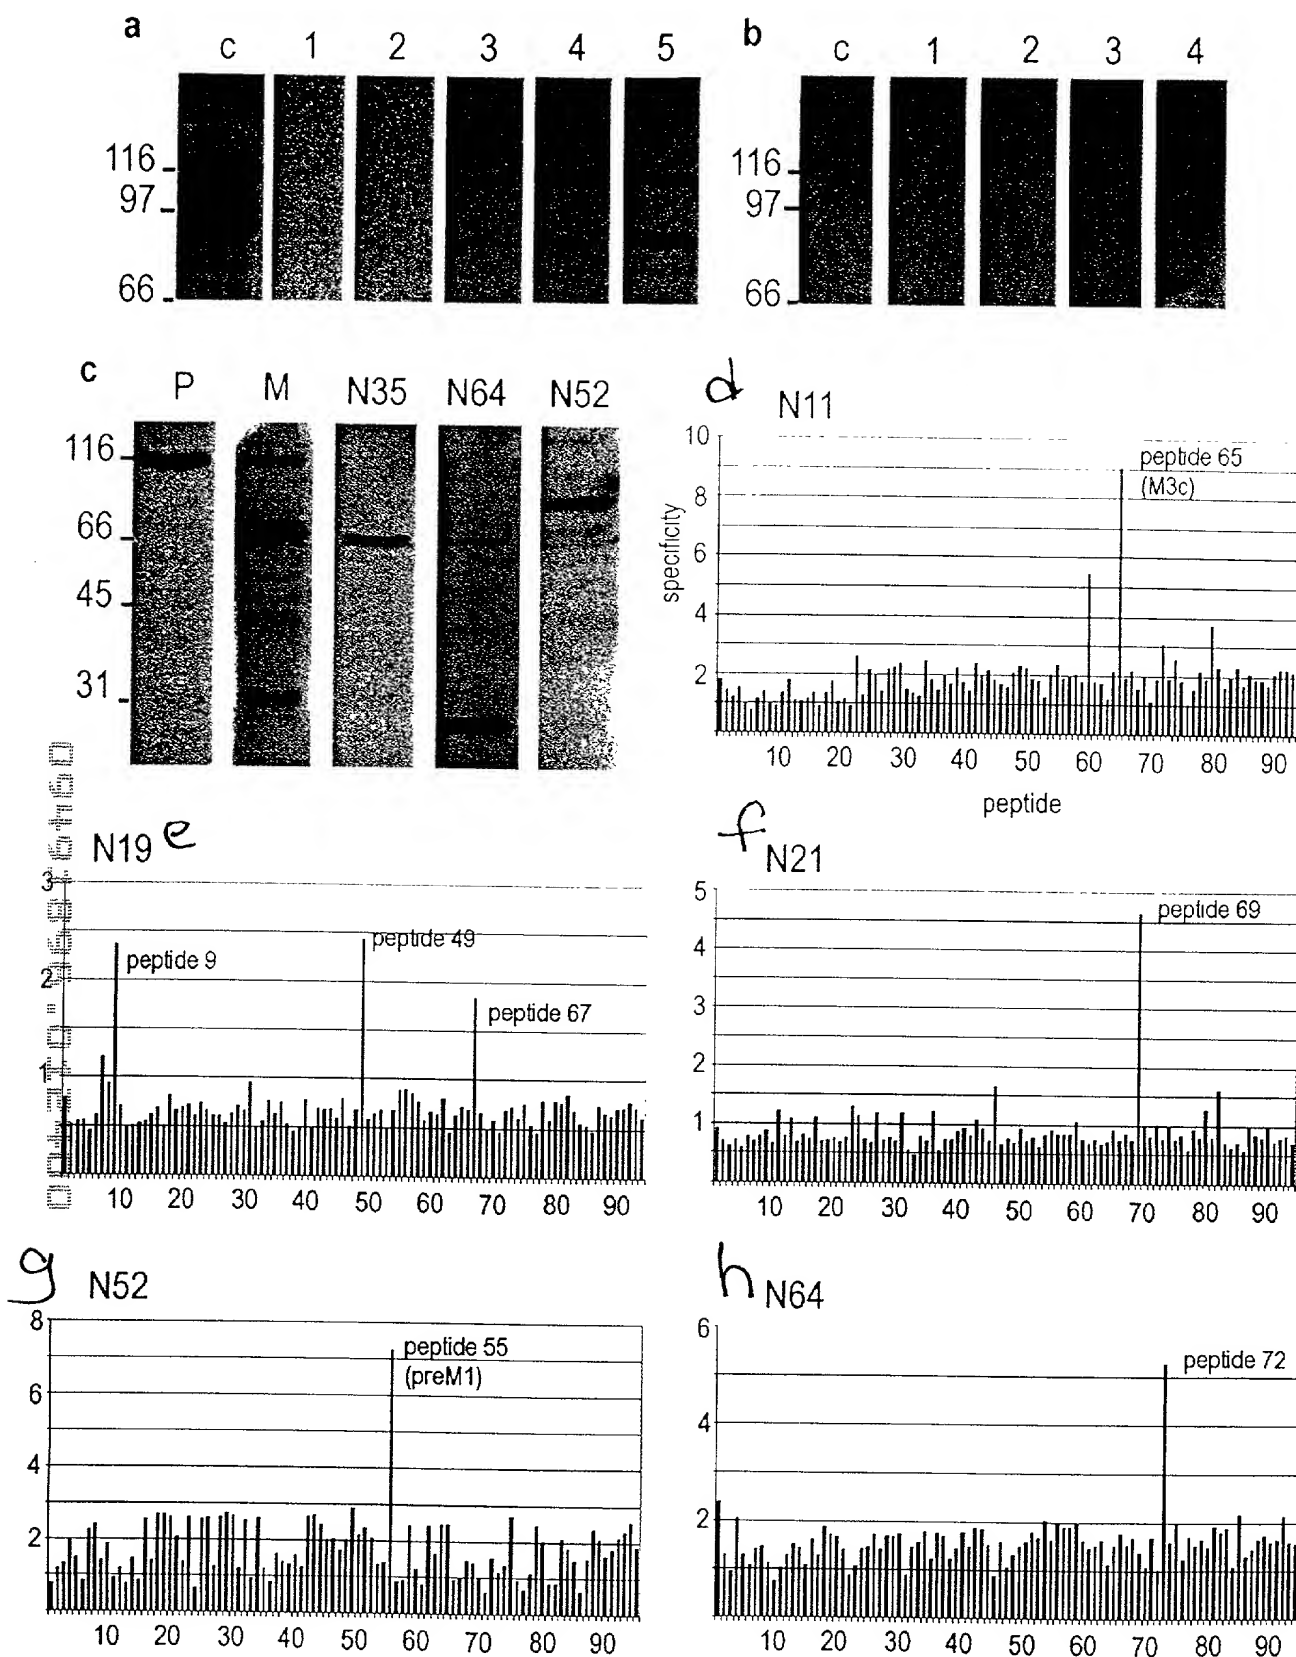 a
c 1 2 3 4 5
116
97
66
b
c 1 2 3 4
116
97
66
c
P M N35 N64 N52
116
66
45
31
d N11
10
8
6
4
2
specificity
peptide 65
(M3c)
10 20 30 40 50 60 70 80 90
peptide
N19 e
3
2
1
peptide 9
peptide 49
peptide 67
10 20 30 40 50 60 70 80 90
f N21
5
4
3
2
1
peptide 69
10 20 30 40 50 60 70 80 90
g N52
8
6
4
2
peptide 55
(preM1)
10 20 30 40 50 60 70 80 90
h N64
6
4
2
peptide 72
10 20 30 40 50 60 70 80 90